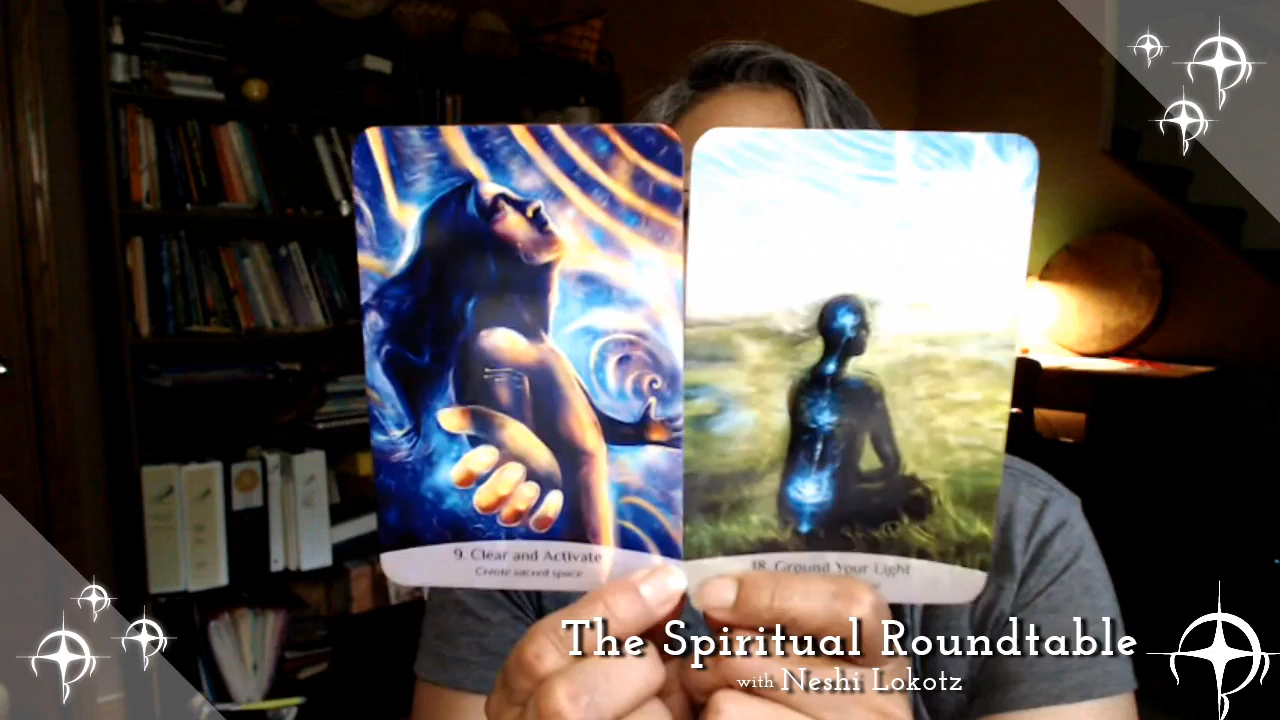 9. Clear and Activate
Create sacred space
18. Ground Your Light
The Spiritual Roundtable
with Neshi Lokotz